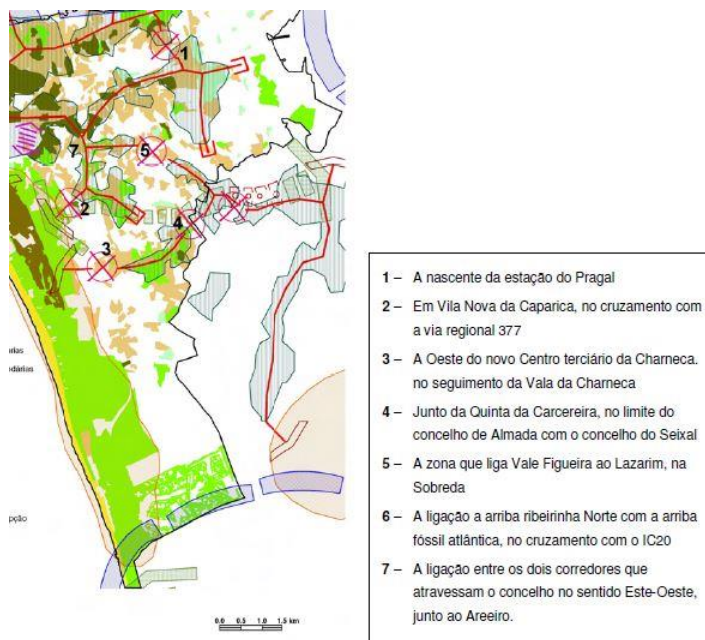 1
5
7
2
4
3
árias
dárias
pção
0.0 0.5 1.0 1.5 km
1 – A nascente da estação do Pragal
2 – Em Vila Nova da Caparica, no cruzamento com
a via regional 377
3 – A Oeste do novo Centro terciário da Charneca.
no seguimento da Vala da Charneca
4 – Junto da Quinta da Carcereira, no limite do
concelho de Almada com o concelho do Seixal
5 – A zona que liga Vale Figueira ao Lazarim, na
Sobreda
6 – A ligação a arriba ribeirinha Norte com a arriba
fóssil atlântica, no cruzamento com o IC20
7 – A ligação entre os dois corredores que
atravessam o concelho no sentido Este-Oeste,
junto ao Areeiro.